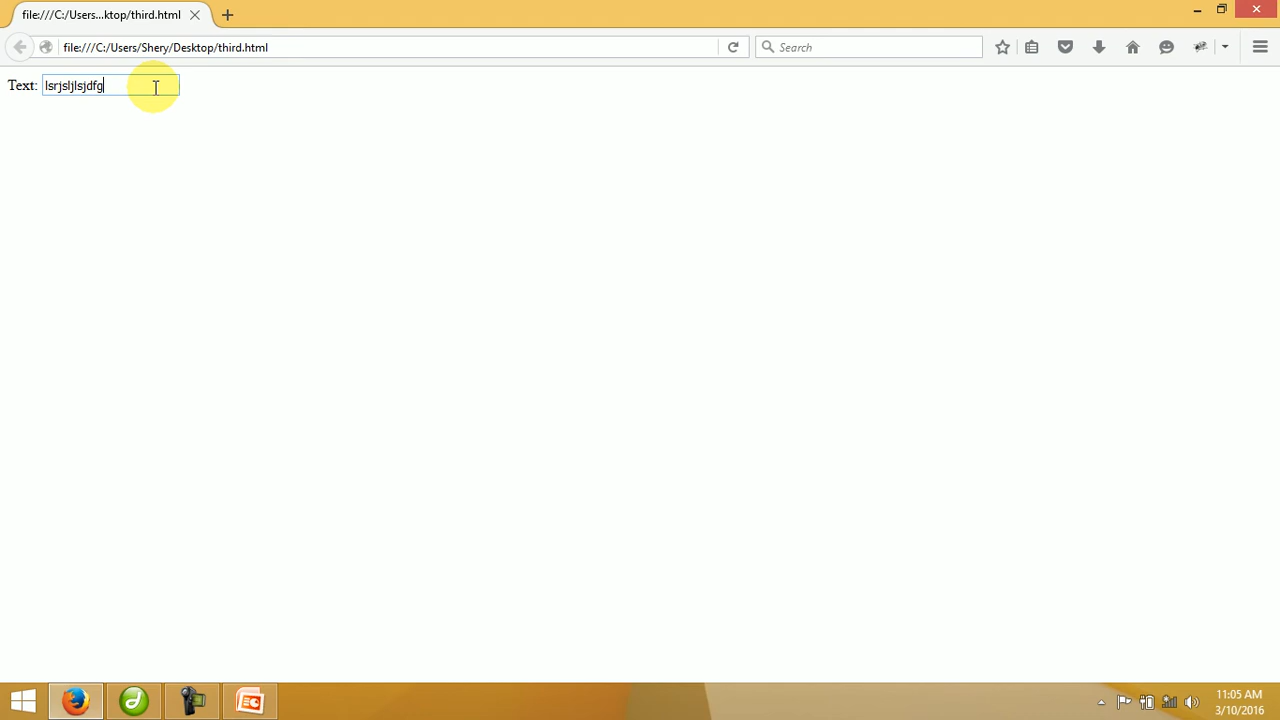 file:///C:/Users...ktop/third.html
file:///C:/Users/Shery/Desktop/third.html
Search
Text: lsrjsljlsjdfg
11:05 AM
3/10/2016